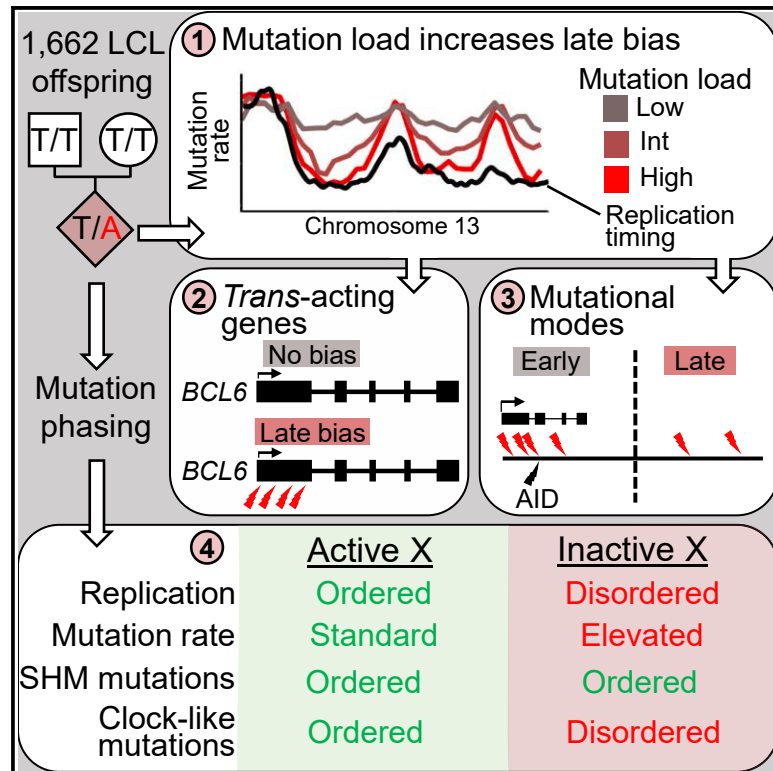 1,662 LCL
offspring
T/T T/T
T/A
Mutation
phasing
1 Mutation load increases late bias
Mutation
rate
Chromosome 13
Mutation load
Low
Int
High
Replication
timing
2 Trans-acting
genes
No bias
BCL6
Late bias
BCL6
3 Mutational
modes
Early Late
AID
4 Active X Inactive X
Replication Ordered Disordered
Mutation rate Standard Elevated
SHM mutations Ordered Ordered
Clock-like
mutations Ordered Disordered